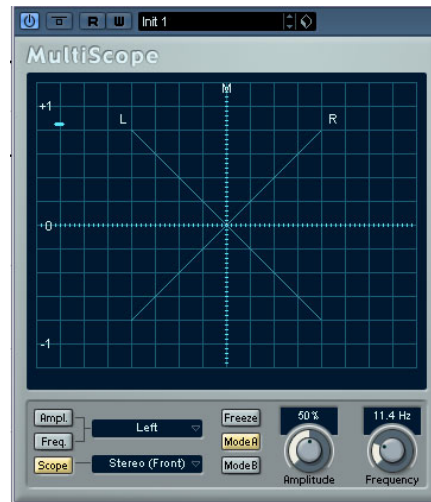 R W Init 1
MultiScope
M
+1
L R
0
-1
Ampl. Left Freeze 50 % 11.4 Hz
Freq. Mode A
Scope Stereo (Front) Mode B
Amplitude Frequency